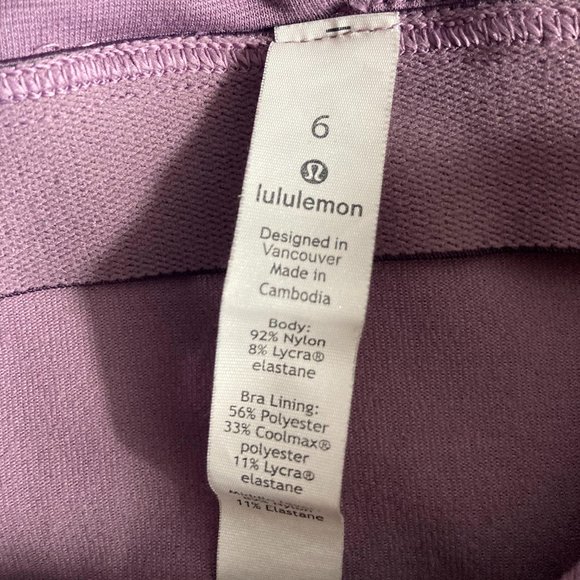 6
lululemon
Designed in
Vancouver
Made in
Cambodia
Body:
92% Nylon
8% Lycra®
elastane
Bra Lining:
56% Polyester
33% Coolmax®
polyester
11% Lycra®
elastane
11% Elastane